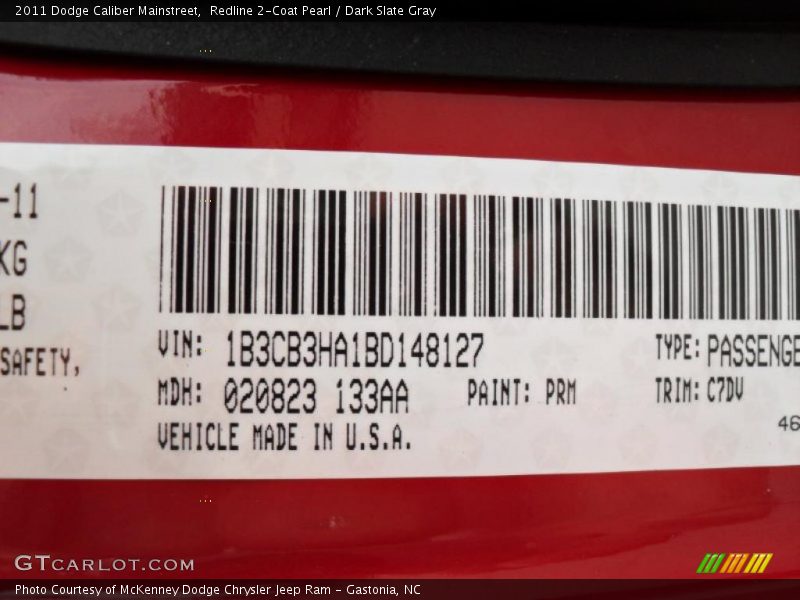 2011 Dodge Caliber Mainstreet,  Redline 2-Coat Pearl / Dark Slate Gray
-11
KG
LB
SAFETY,
VIN: 1B3CB3HA1BD148127
TYPE: PASSENGE
MDH: 020823 133AA
PAINT: PRM
TRIM: C7DV
VEHICLE MADE IN U.S.A.
46
GTCARLOT.COM
Photo Courtesy of McKenney Dodge Chrysler Jeep Ram - Gastonia, NC